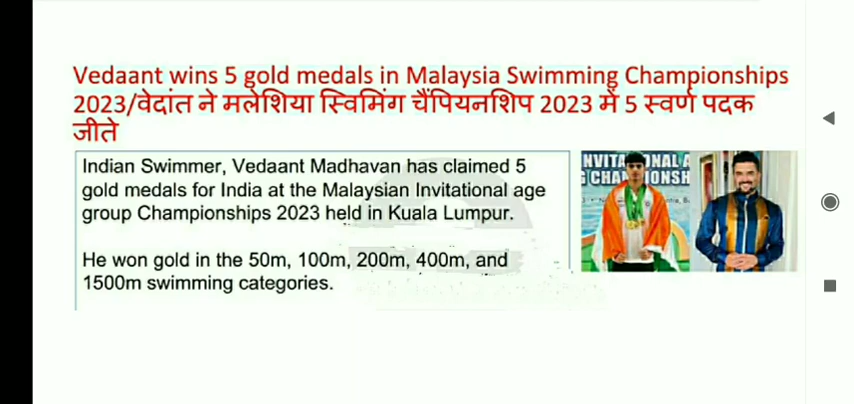 Vedaant wins 5 gold medals in Malaysia Swimming Championships
2023/वेदांत ने मलेशिया स्विमिंग चैंपियनशिप 2023 में 5 स्वर्ण पदक
जीते
Indian Swimmer, Vedaant Madhavan has claimed 5
gold medals for India at the Malaysian Invitational age
group Championships 2023 held in Kuala Lumpur.
He won gold in the 50m, 100m, 200m, 400m, and
1500m swimming categories.